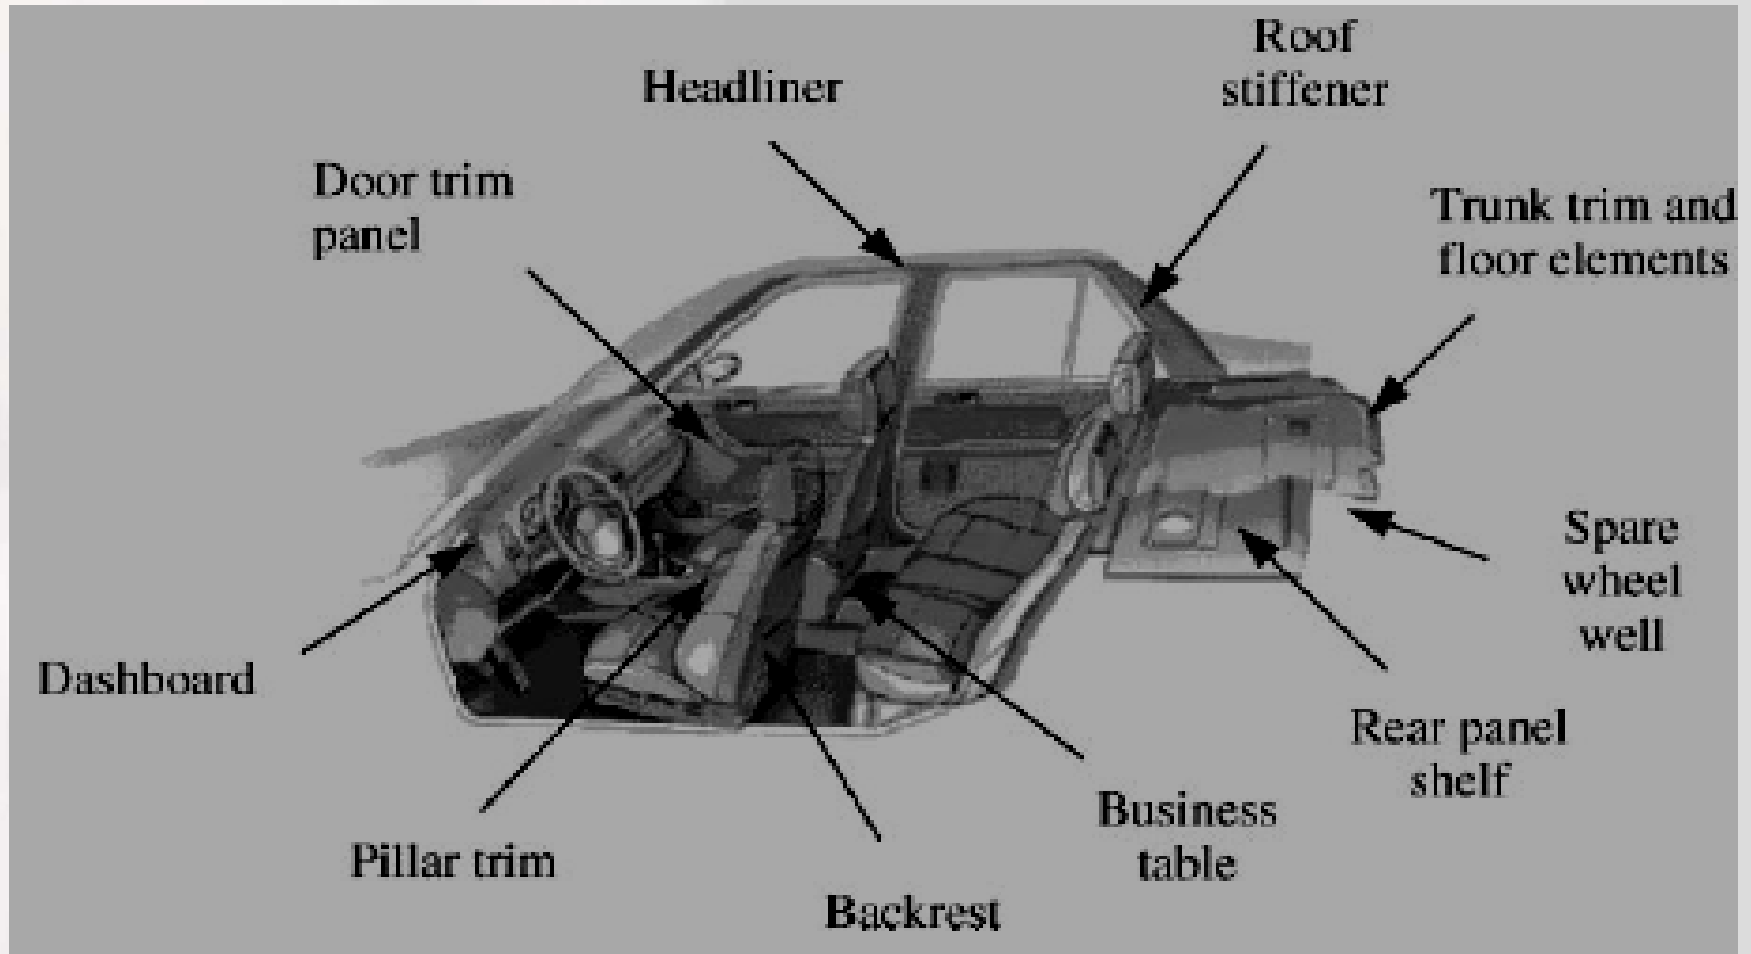 Roof
stiffener
Headliner
Door trim
panel
Trunk trim and
floor elements
Spare
wheel
well
Dashboard
Rear panel
shelf
Business
table
Pillar trim
Backrest